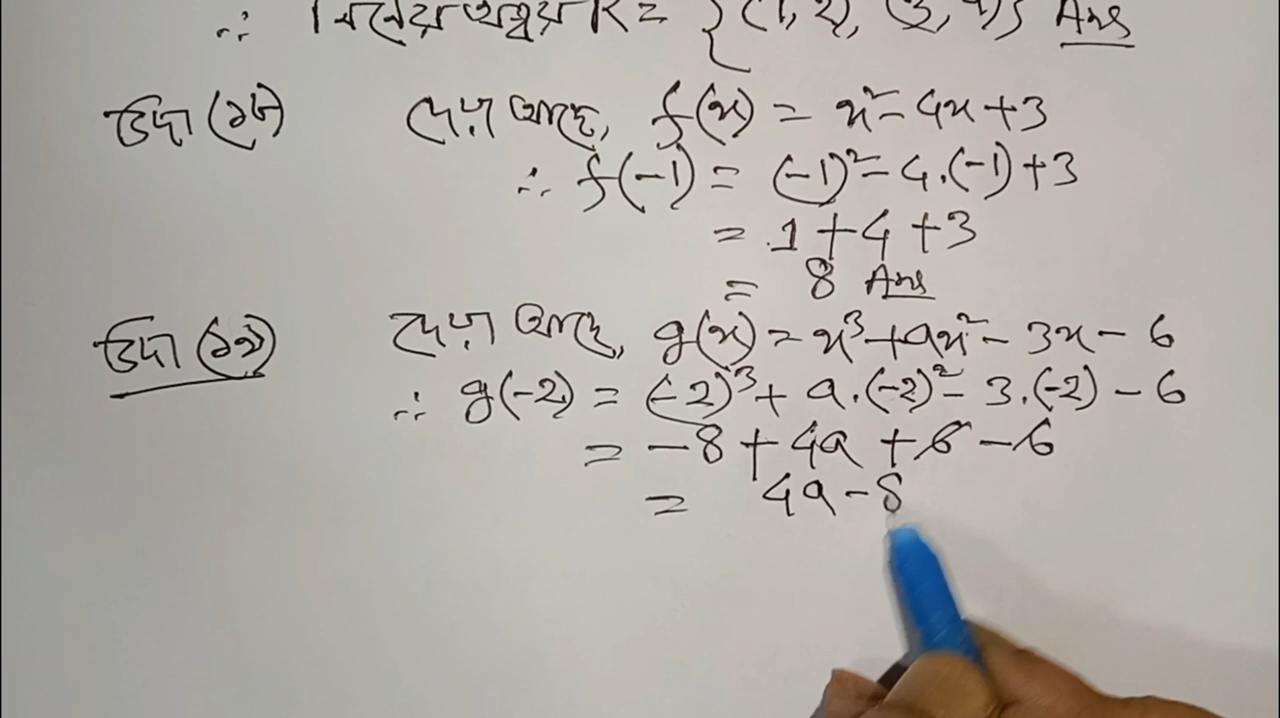 ∴ নির্ণেয় অন্বয় R = {(1, 2), (3, 4)} Ans
উদা (১৮) দেওয়া আছে, f(x) = x² - 4x + 3
∴ f(-1) = (-1)² - 4.(-1) + 3
= 1 + 4 + 3
= 8 Ans
উদা (১৯) দেওয়া আছে, g(x) = x³ + ax² - 3x - 6
∴ g(-2) = (-2)³ + a.(-2)² - 3.(-2) - 6
= -8 + 4a + 6 - 6
= 4a - 8